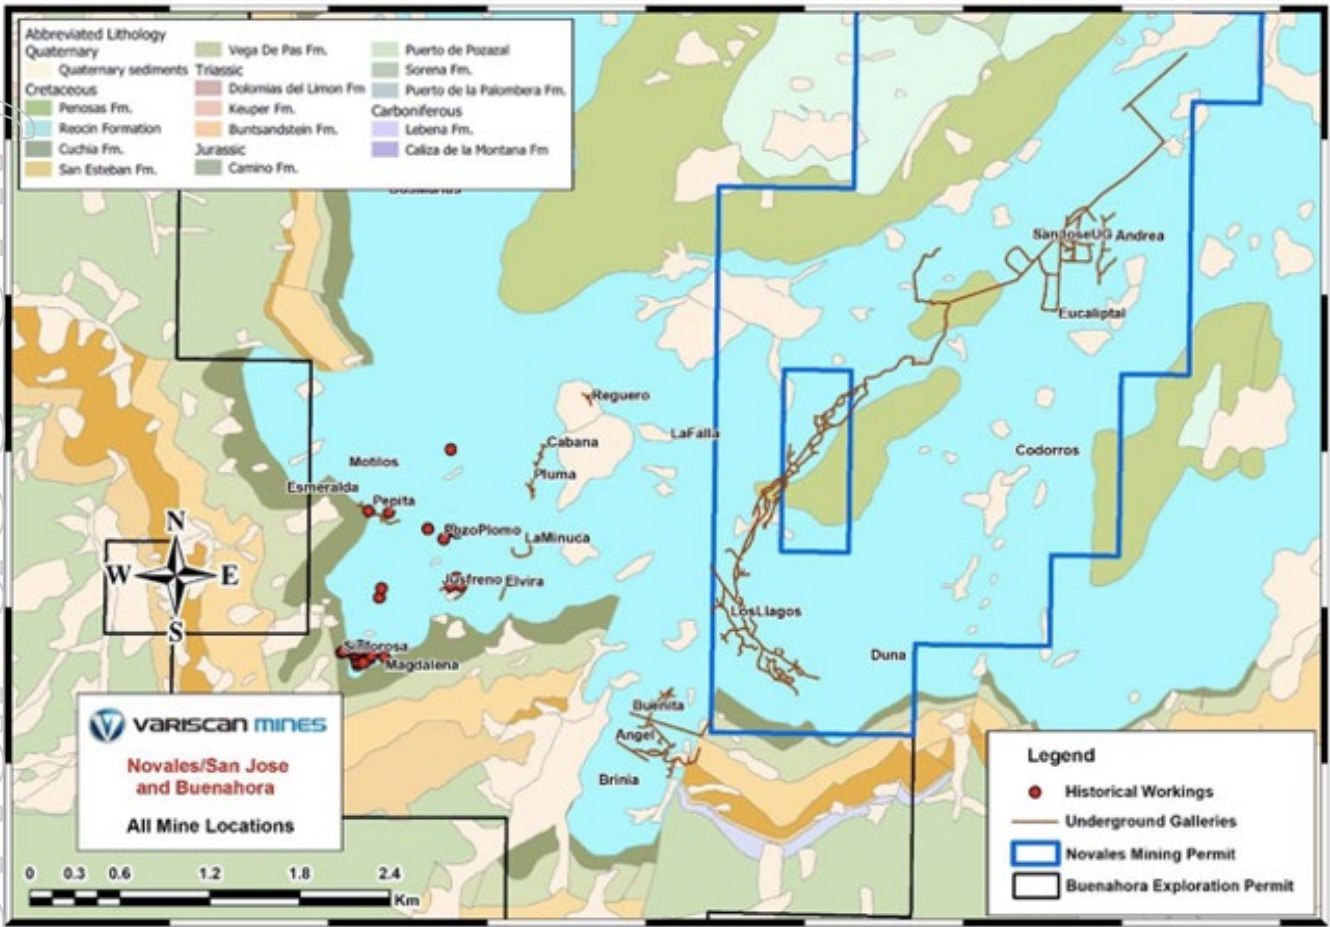 Abbreviated Lithology
Quaternary
Quaternary sediments
Cretaceous
Penosas Fm.
Reocin Formation
Cuchia Fm.
San Esteban Fm.
Vega De Pas Fm.
Triassic
Dolomias del Limon Fm
Keuper Fm.
Buntsandstein Fm.
Jurassic
Camino Fm.
Puerto de Pozazal
Sorena Fm.
Puerto de la Palombera Fm.
Carboniferous
Lebena Fm.
Caliza de la Montana Fm
SanJoseUG
Andrea
Eucaliptal
Reguero
LaFalla
Cabana
Codorros
Motilos
Pluma
Esmeralda
Pepita
PozoPlomo
LaMinuca
Jusfreno
Elvira
LosLlagos
Magdalena
Duna
Buenita
Angel
Brinia
N
W
E
S
VARISCAN MINES
Novales/San Jose
and Buenahora
All Mine Locations
0 0.3 0.6 1.2 1.8 2.4
Km
Legend
Historical Workings
Underground Galleries
Novales Mining Permit
Buenahora Exploration Permit